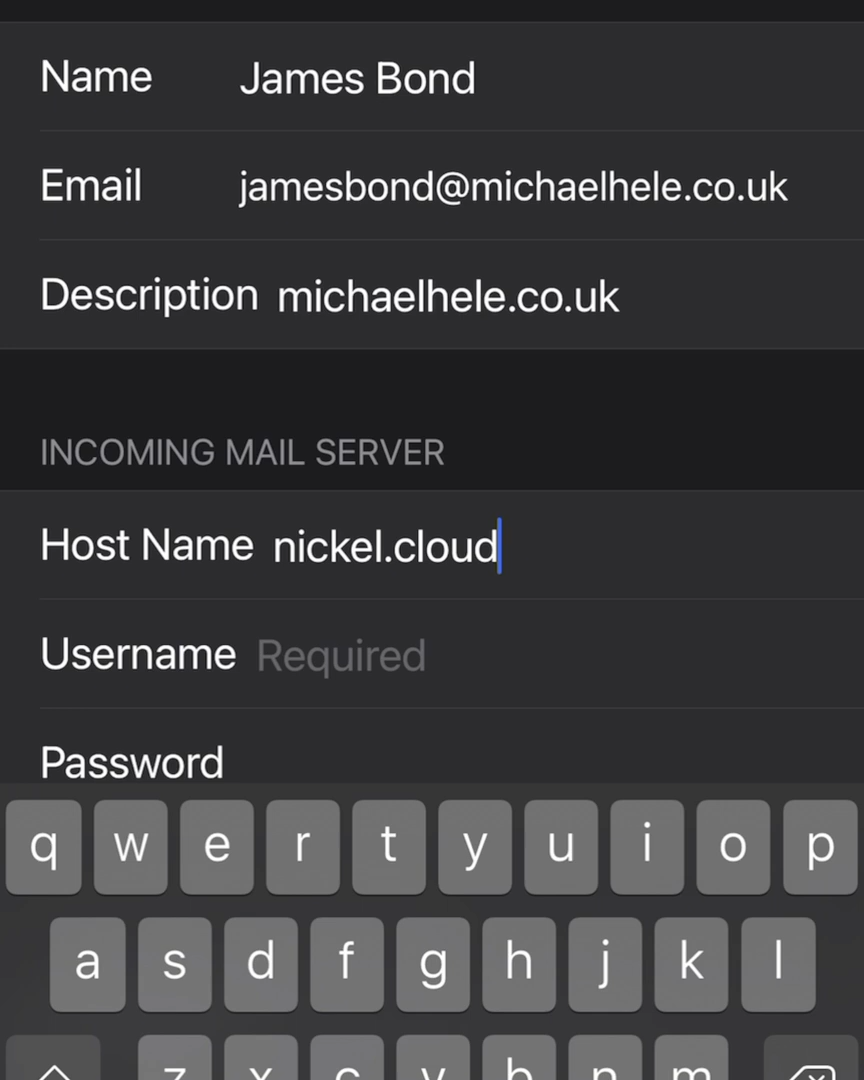 Name James Bond
Email jamesbond@michaelhele.co.uk
Description michaelhele.co.uk
INCOMING MAIL SERVER
Host Name nickel.cloud
Username Required
Password
q w e r t y u i o p
a s d f g h j k l
z x c v b n m